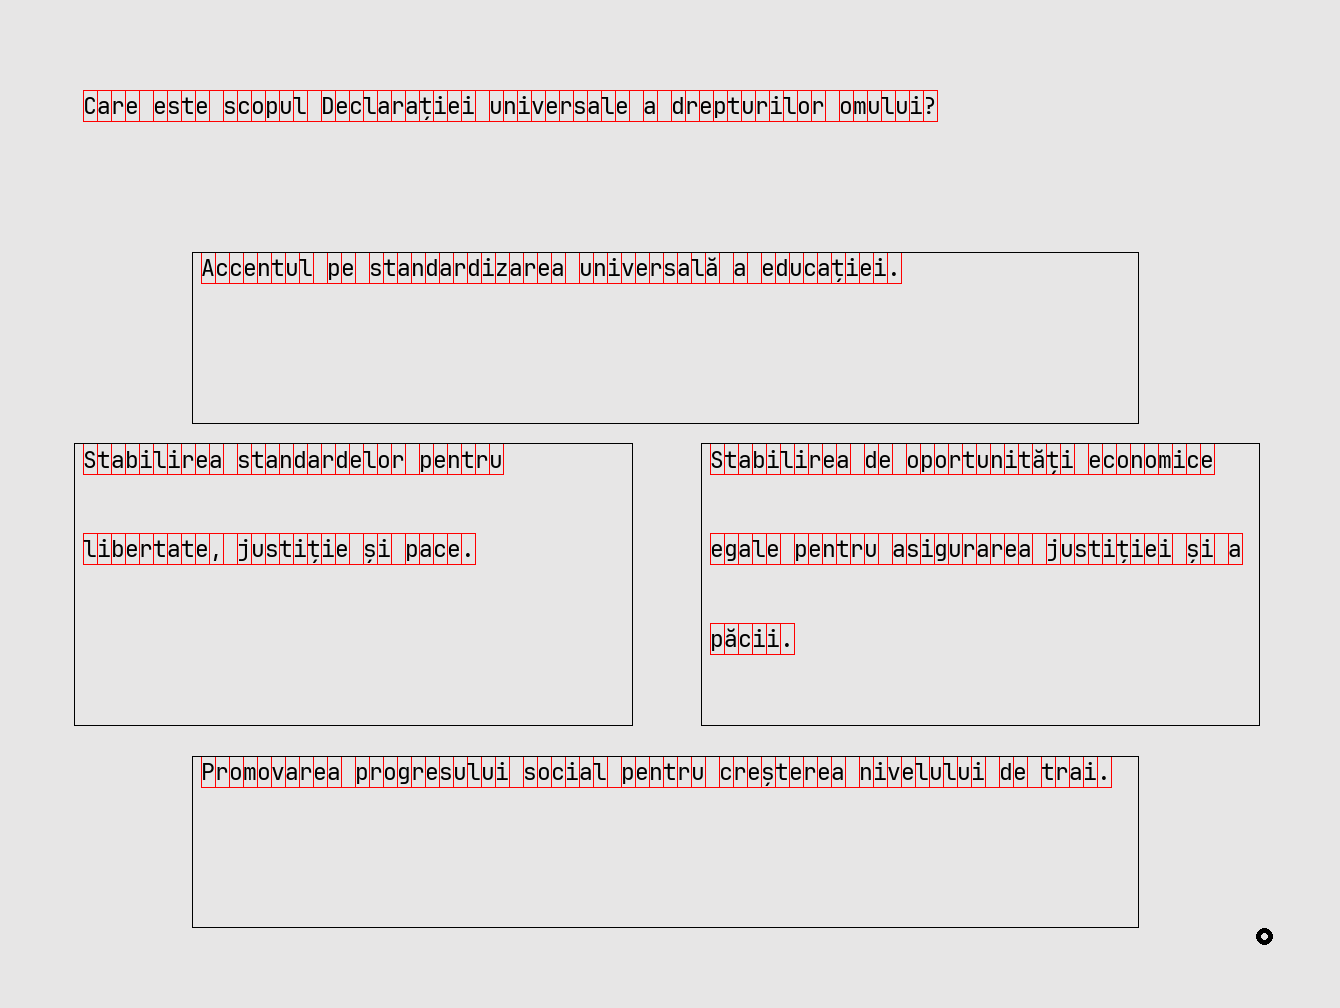 Care este scopul Declarației universale a drepturilor omului?
Accentul pe standardizarea universală a educației.
Stabilirea standardelor pentru
libertate, justiție și pace.
Stabilirea de oportunități economice
egale pentru asigurarea justiției și a
păcii.
Promovarea progresului social pentru creșterea nivelului de trai.